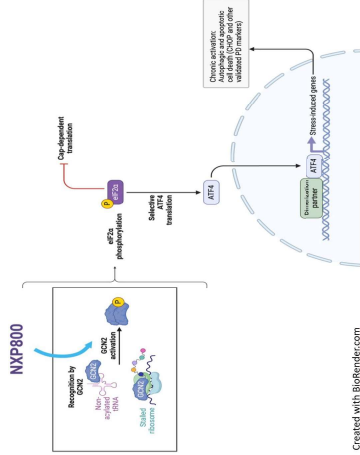 NXP800
Recognition by
GCN2
GCN2
Non-
acylated
tRNA
GCN2
activation
P
GCN2
Stalled
ribosome
eIF2α
phosphorylation
P
eIF2α
Cap-dependent
translation
Selective
ATF4
translation
ATF4
ATF4
Dimerisation
partner
Stress-induced genes
Chronic activation:
Autophagic and apoptotic
cell death (CHOP and other
validated PD markers)
Created with BioRender.com